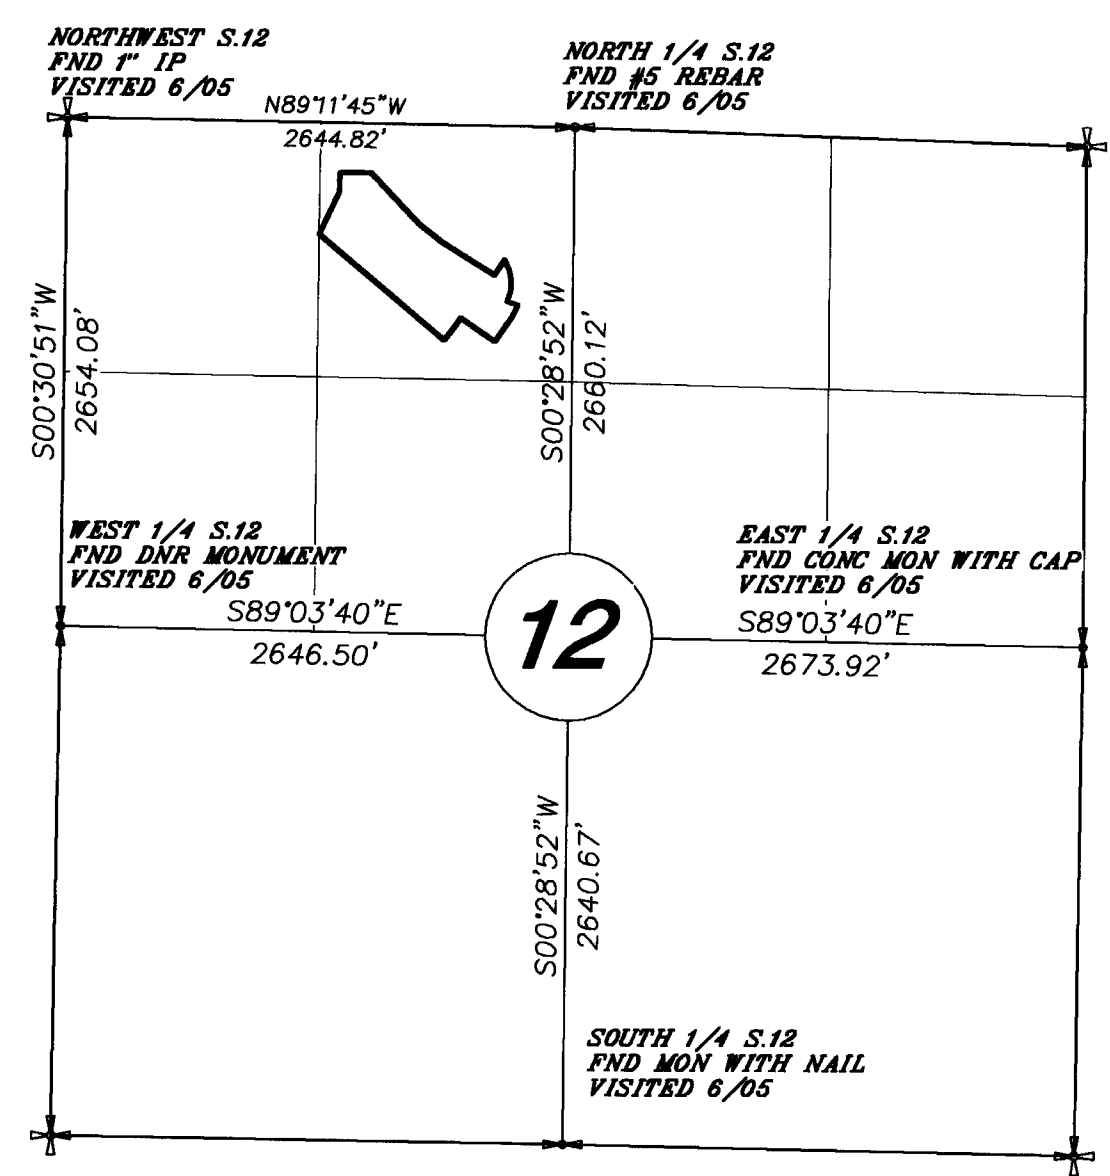 NORTHWEST S.12
FND 1" IP
VISITED 6/05
NORTH 1/4 S.12
FND #5 REBAR
VISITED 6/05
N89°11'45"W
2644.82'
S00°30'51"W
2654.08'
S00°28'52"W
2660.12'
WEST 1/4 S.12
FND DNR MONUMENT
VISITED 6/05
EAST 1/4 S.12
FND CONC MON WITH CAP
VISITED 6/05
S89°03'40"E
2646.50'
12
S89°03'40"E
2673.92'
S00°28'52"W
2640.67'
SOUTH 1/4 S.12
FND MON WITH NAIL
VISITED 6/05